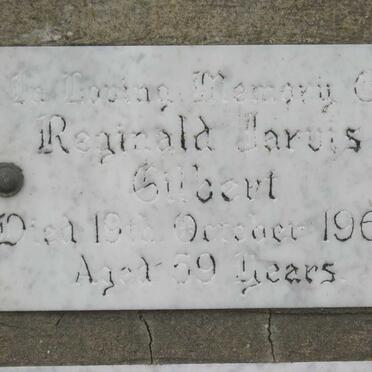 In Loving Memory O
Reginald Jarvis
Gilbert
Died 19th October 196
Aged 59 Years.